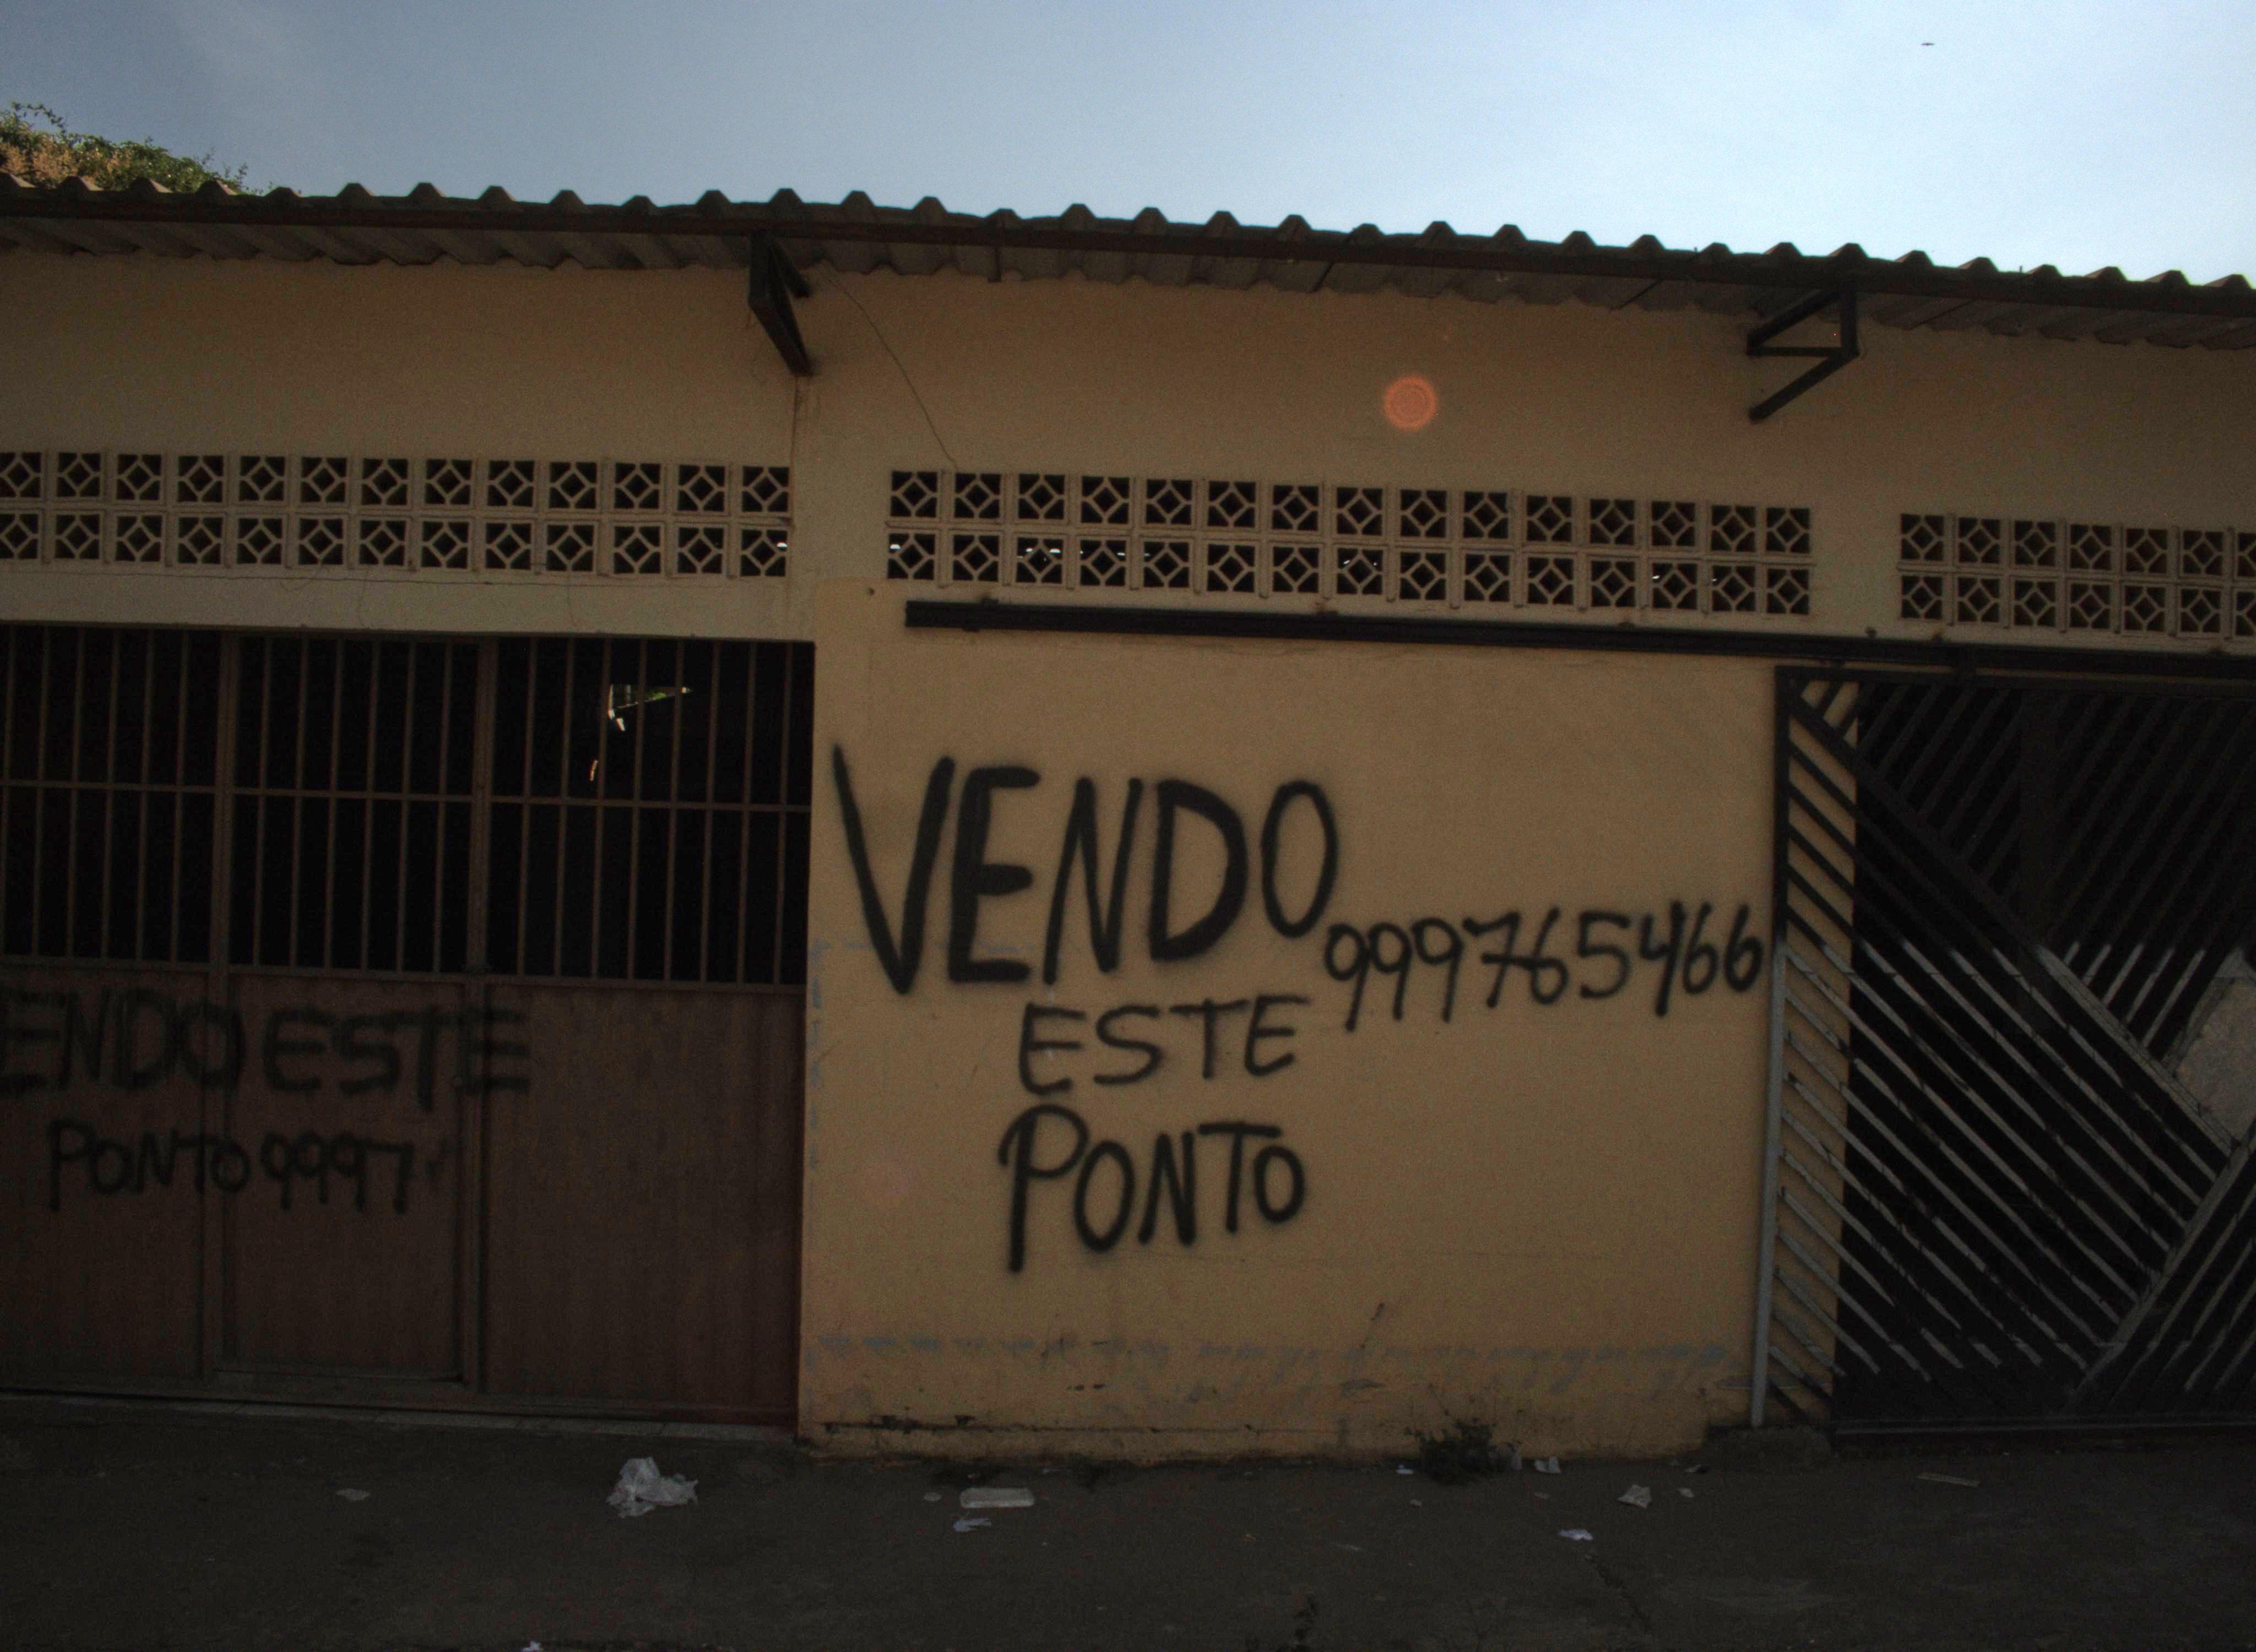 VENDO
999765466
ESTE
PONTO
ENDO ESTE
PONTO 9997